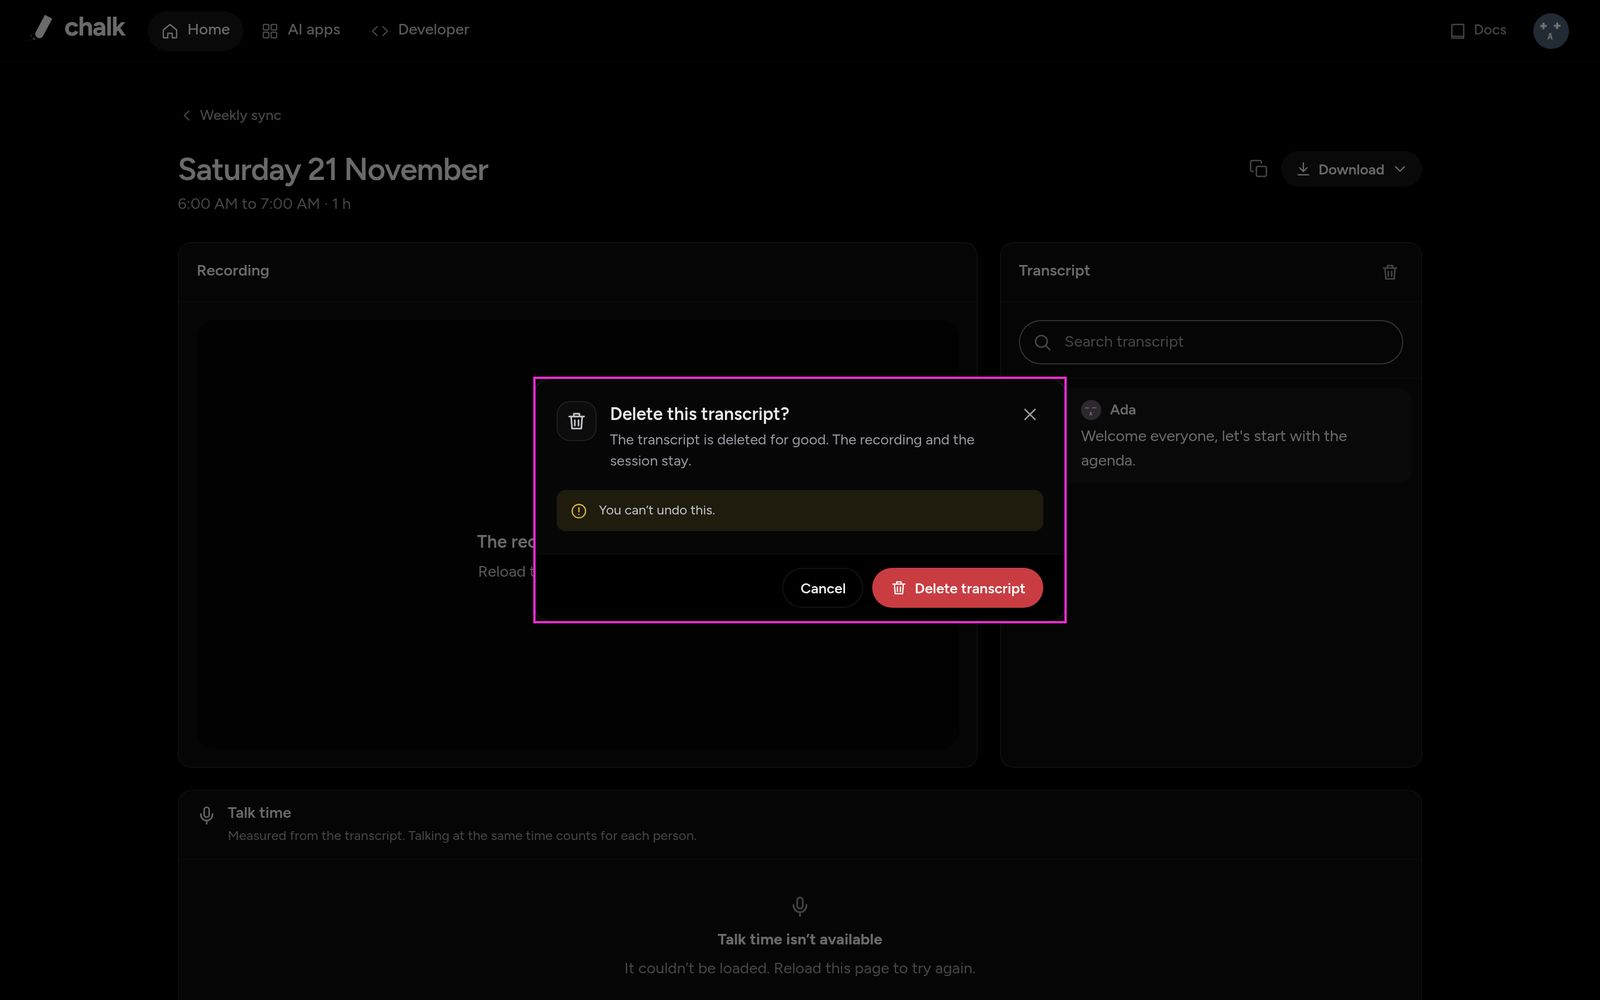 chalk
Home
AI apps
Developer
Docs
Weekly sync
Saturday 21 November
6:00 AM to 7:00 AM · 1 h
Download
Recording
Transcript
Search transcript
Ada
Welcome everyone, let's start with the
agenda.
The rec
Reload t
Delete this transcript?
The transcript is deleted for good. The recording and the
session stay.
You can’t undo this.
Cancel
Delete transcript
Talk time
Measured from the transcript. Talking at the same time counts for each person.
Talk time isn’t available
It couldn’t be loaded. Reload this page to try again.